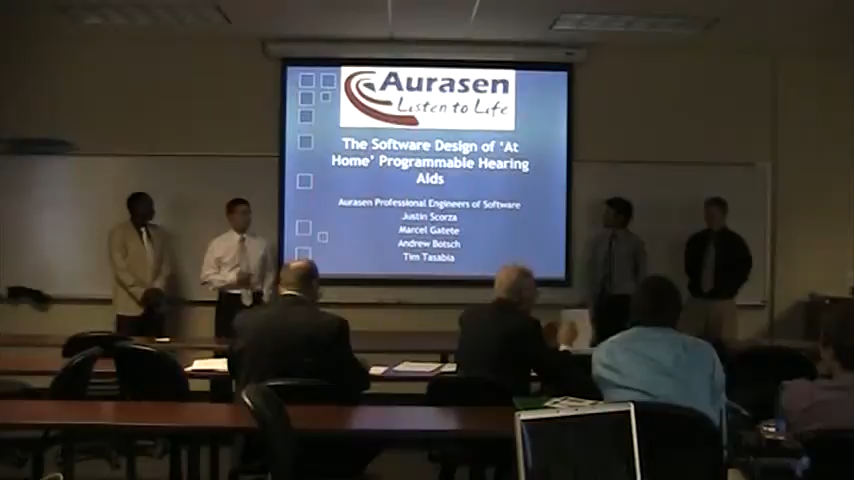 Aurasen
Listen to Life
The Software Design of ‘At
Home’ Programmable Hearing
Aids
Aurasen Professional Engineers of Software
Justin Scorza
Marcel Gatete
Andrew Botsch
Tim Tasabia